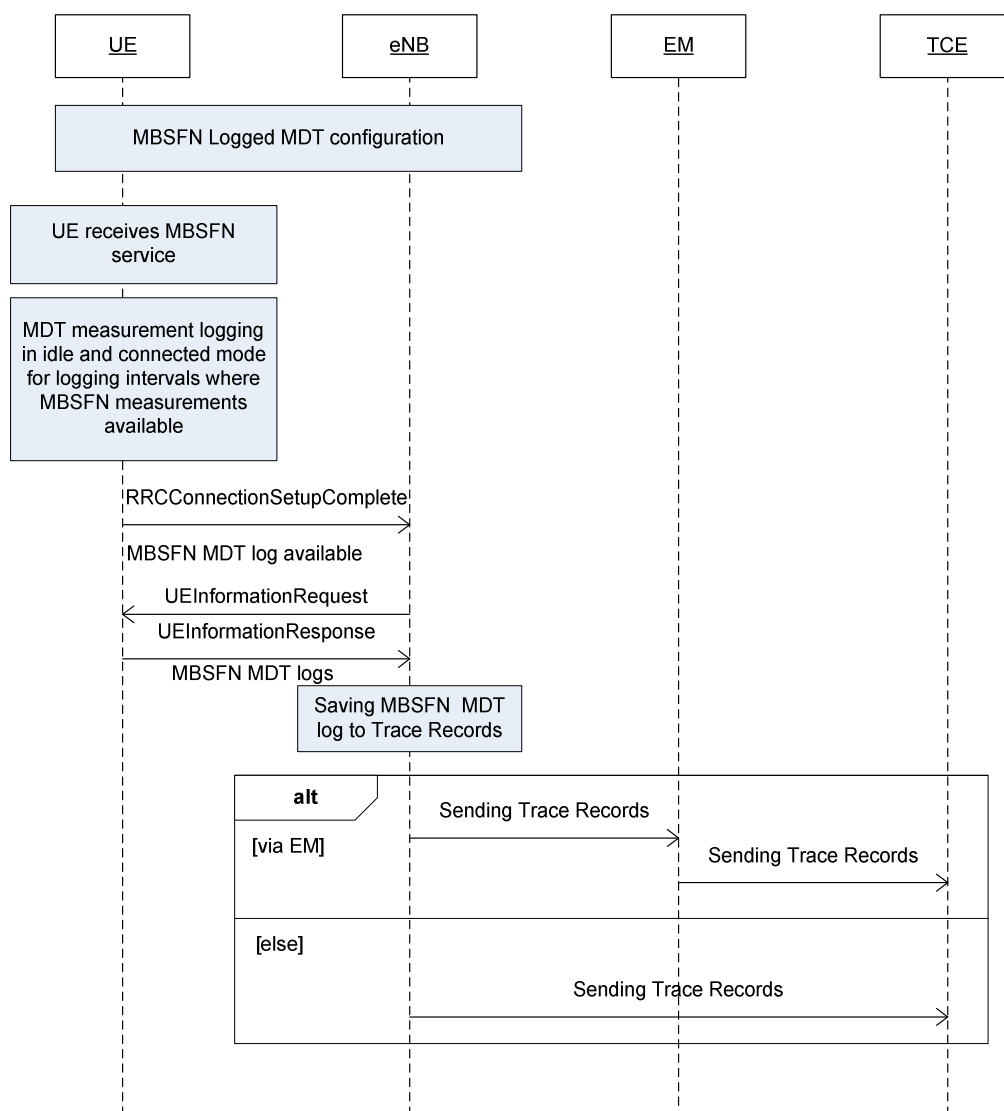 UE
eNB
EM
TCE
MBSFN Logged MDT configuration
UE receives MBSFN
service
MDT measurement logging
in idle and connected mode
for logging intervals where
MBSFN measurements
available
RRCConnectionSetupComplete
MBSFN MDT log available
UEInformationRequest
UEInformationResponse
MBSFN MDT logs
Saving MBSFN MDT
log to Trace Records
alt
Sending Trace Records
[via EM]
Sending Trace Records
[else]
Sending Trace Records